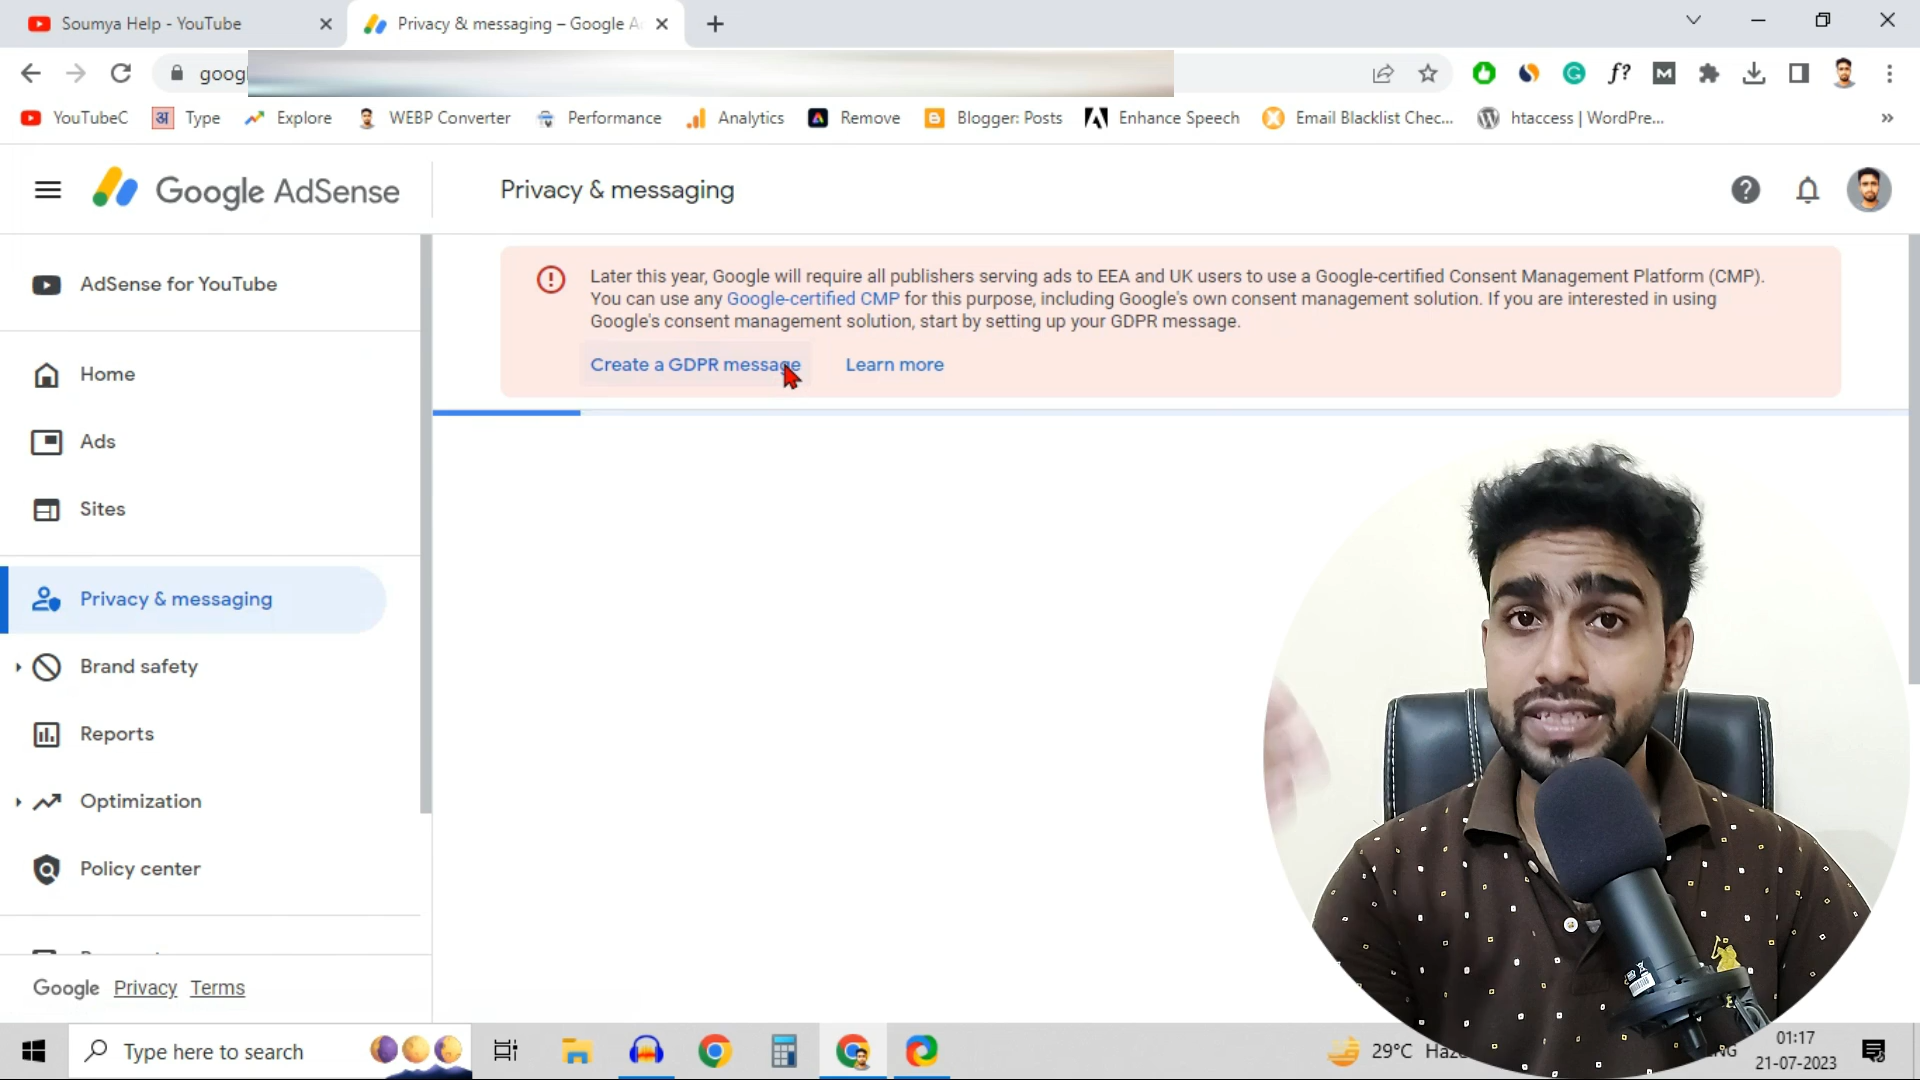 Soumya Help - YouTube
Privacy & messaging – Google A
googl
YouTubeC
Type
Explore
WEBP Converter
Performance
Analytics
Remove
Blogger: Posts
Enhance Speech
Email Blacklist Chec...
htaccess | WordPre...
Google AdSense
Privacy & messaging
AdSense for YouTube
Home
Ads
Sites
Privacy & messaging
Brand safety
Reports
Optimization
Policy center
Google Privacy Terms
Later this year, Google will require all publishers serving ads to EEA and UK users to use a Google-certified Consent Management Platform (CMP).
You can use any Google-certified CMP for this purpose, including Google's own consent management solution. If you are interested in using
Google's consent management solution, start by setting up your GDPR message.
Create a GDPR message Learn more
Type here to search
29°C Haze
01:17
21-07-2023